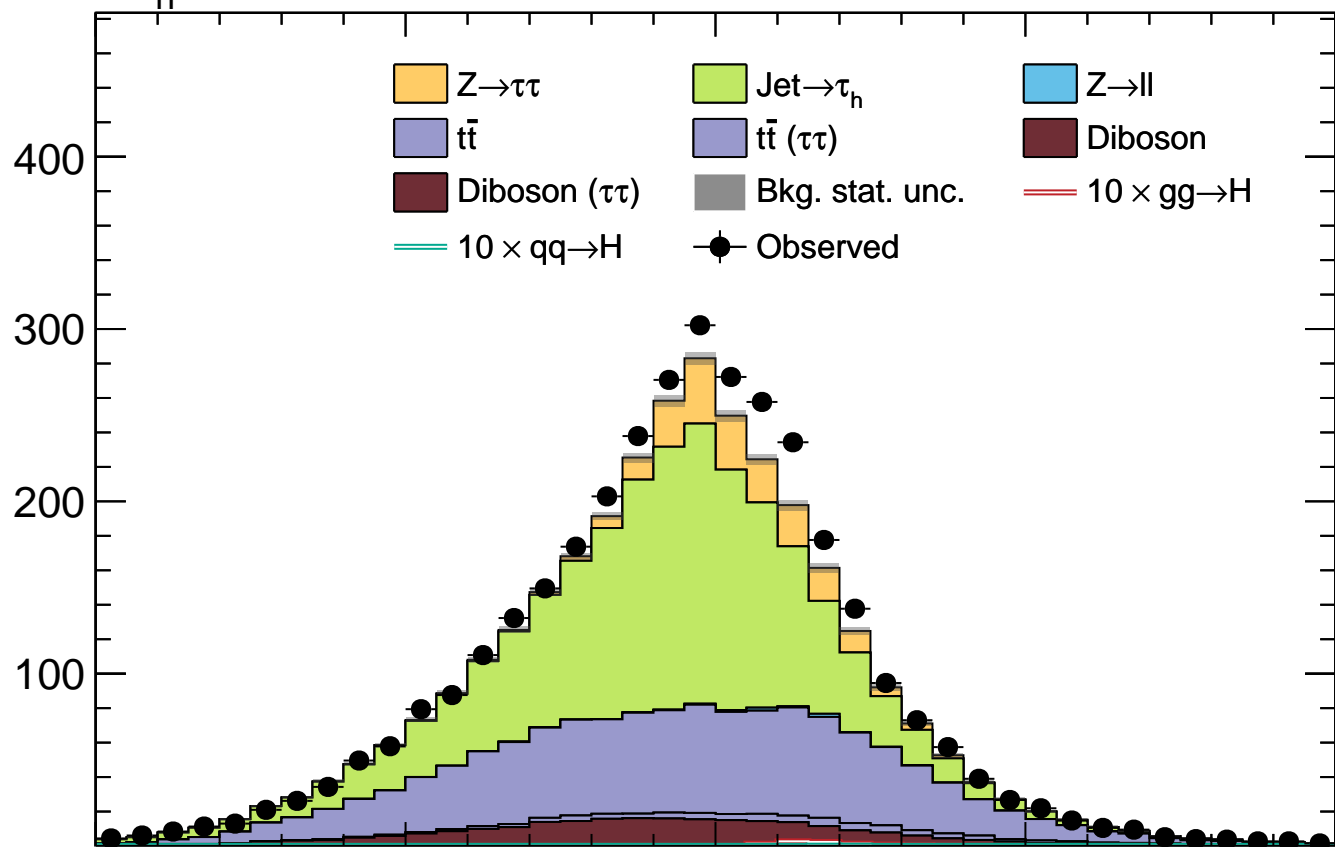 Z→ττ Jet→τh Z→ll
tt̄ tt̄ (ττ) Diboson
Diboson (ττ) Bkg. stat. unc. 10 × gg→H
10 × qq→H Observed
400
300
200
100